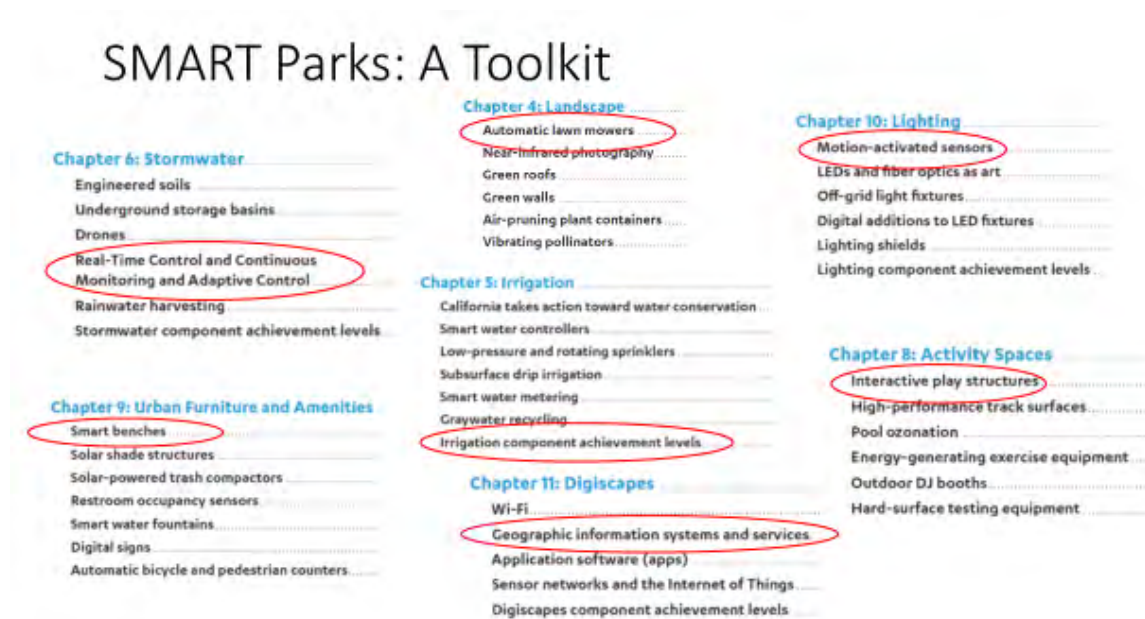 SMART Parks: A Toolkit
Chapter 6: Stormwater
Engineered soils
Underground storage basins
Drones
Real-Time Control and Continuous
Monitoring and Adaptive Control
Rainwater harvesting
Stormwater component achievement levels
Chapter 9: Urban Furniture and Amenities
Smart benches
Solar shade structures
Solar-powered trash compactors
Restroom occupancy sensors
Smart water fountains
Digital signs
Automatic bicycle and pedestrian counters
Chapter 4: Landscape
Automatic lawn mowers
Near-infrared photography
Green roofs
Green walls
Air-pruning plant containers
Vibrating pollinators
Chapter 5: Irrigation
California takes action toward water conservation
Smart water controllers
Low-pressure and rotating sprinklers
Subsurface drip irrigation
Smart water metering
Graywater recycling
Irrigation component achievement levels
Chapter 11: Digiscapes
Wi-Fi
Geographic information systems and services
Application software (apps)
Sensor networks and the Internet of Things
Digiscapes component achievement levels
Chapter 10: Lighting
Motion-activated sensors
LEDs and fiber optics as art
Off-grid light fixtures
Digital additions to LED fixtures
Lighting shields
Lighting component achievement levels
Chapter 8: Activity Spaces
Interactive play structures
High-performance track surfaces
Pool ozonation
Energy-generating exercise equipment
Outdoor DJ booths
Hard-surface testing equipment